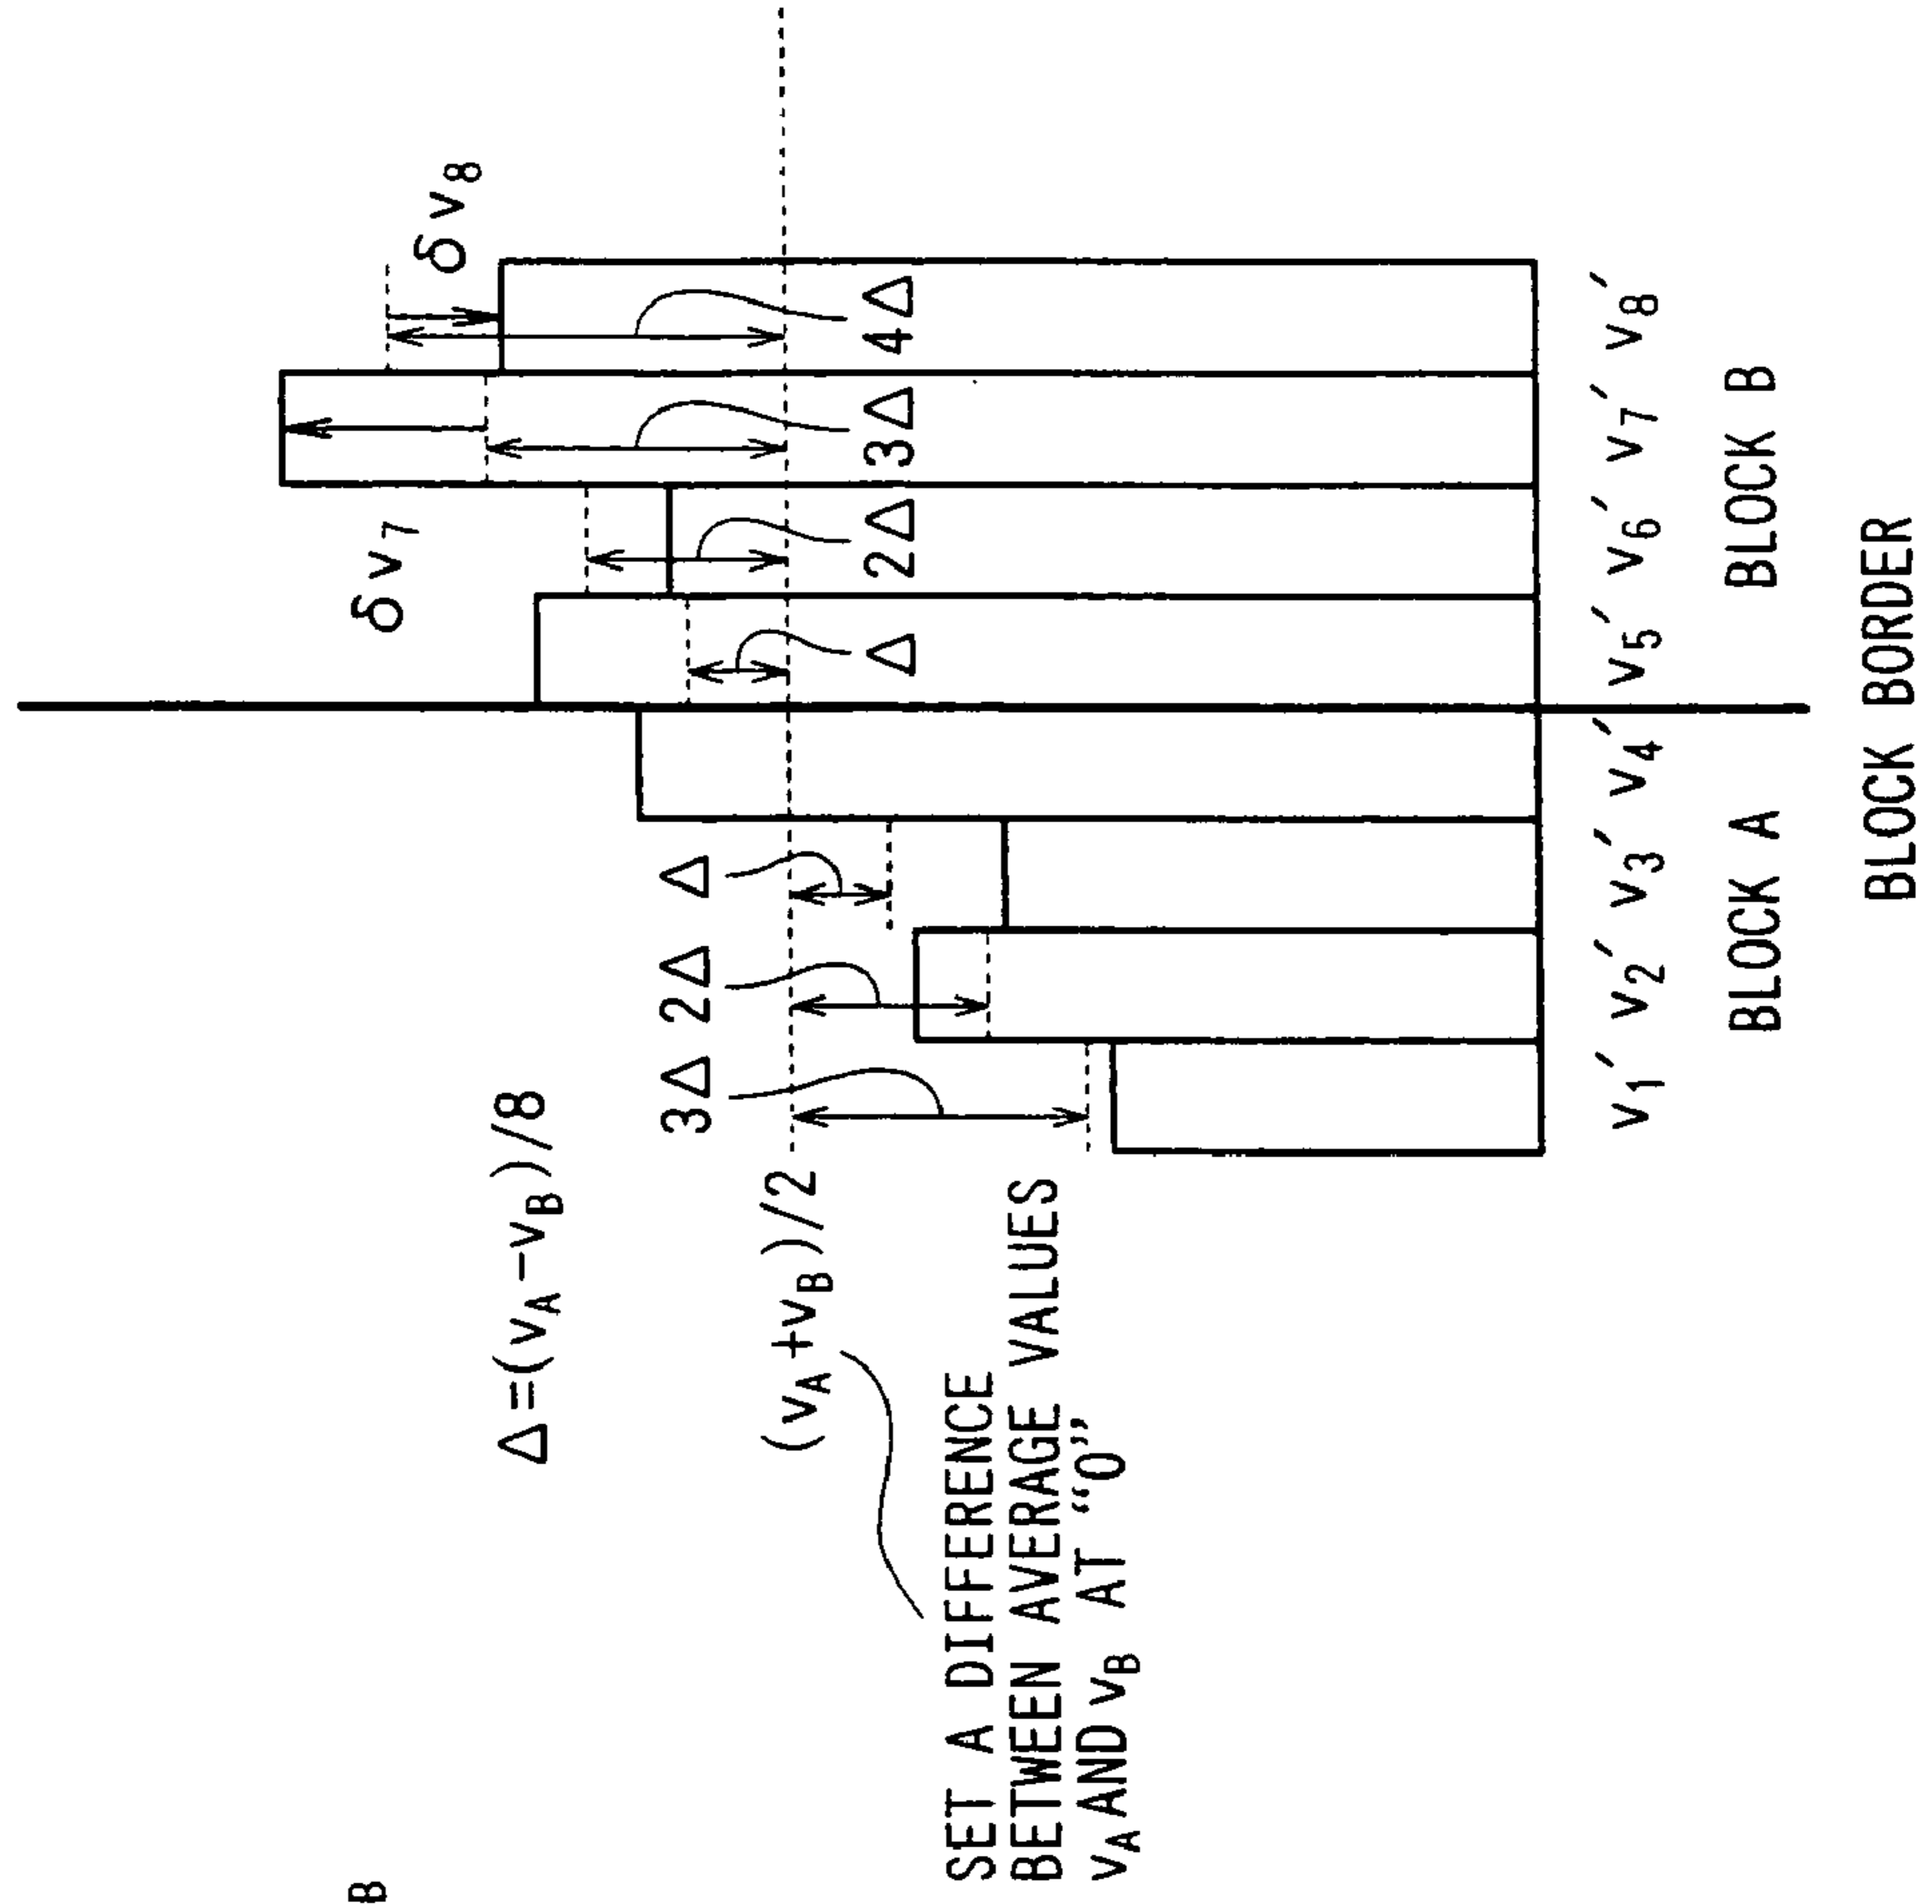 B
Δ=(vA−vB)/8
(vA+vB)/2
SET A DIFFERENCE
BETWEEN AVERAGE VALUES
vA AND vB AT “0”
3Δ 2Δ Δ
δv7
δv8
Δ 2Δ 3Δ 4Δ
v1′ v2′ v3′ v4′ v5′ v6′ v7′ v8′
BLOCK A BLOCK B
BLOCK BORDER